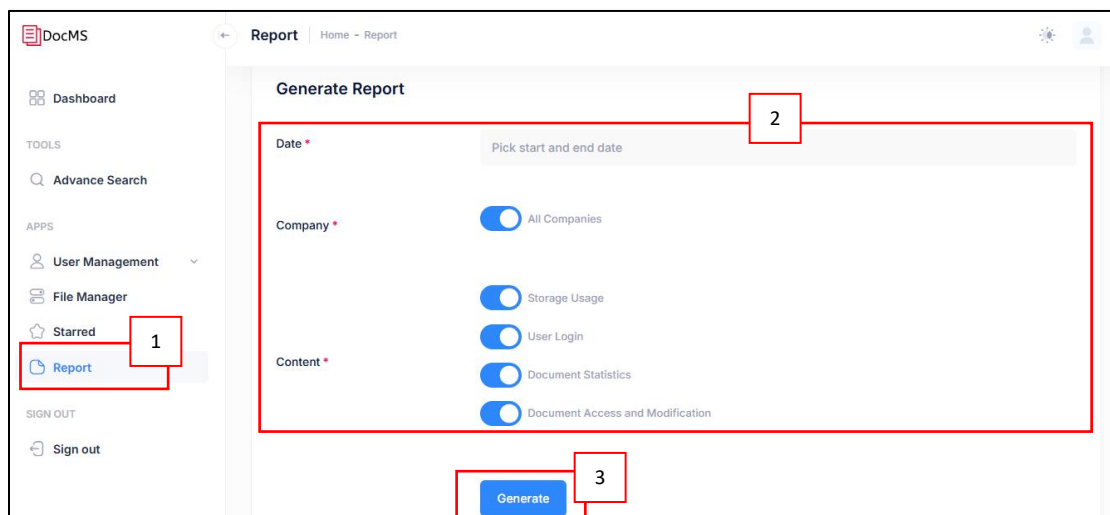 DocMS
Report Home - Report
Dashboard
TOOLS
Advance Search
APPS
User Management
File Manager
Starred
1
Report
SIGN OUT
Sign out
Generate Report
2
Date *
Pick start and end date
Company *
All Companies
Content *
Storage Usage
User Login
Document Statistics
Document Access and Modification
3
Generate